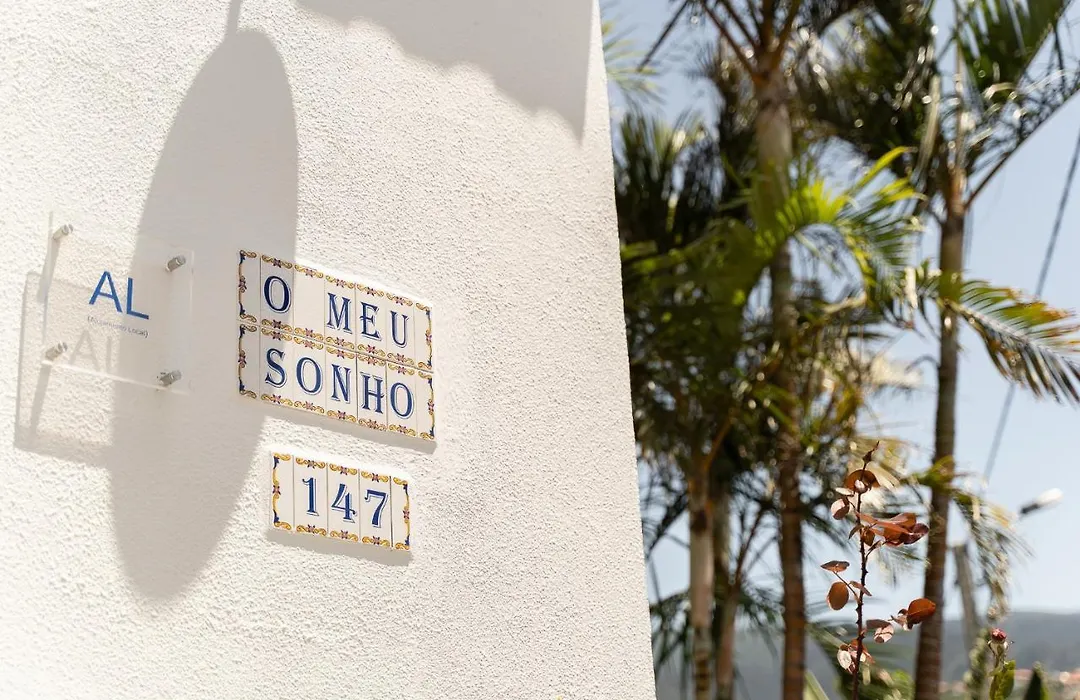 AL
(Alojamento Local)
O MEU
SONHO
147